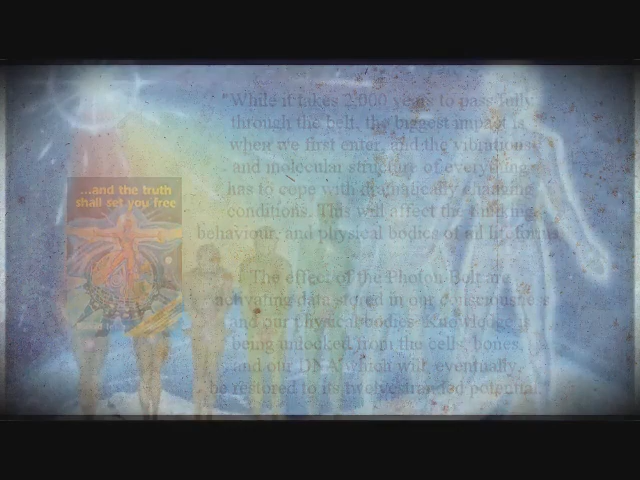 ...and the truth
shall set you free
"While it takes 2,000 years to pass fully
through the belt, the biggest impact is
when we first enter, and the vibrations
and molecular structure of everything
has to cope with dramatically changing
conditions. This will affect the thinking,
behaviour, and physical bodies of all lifeforms
The effect of the Photon Belt are
activating data stored in our consciousness
and our physical bodies. Knowledge is
being unlocked from the cells, bones,
and our DNA which will, eventually,
be restored to its twelve-stranded potential.